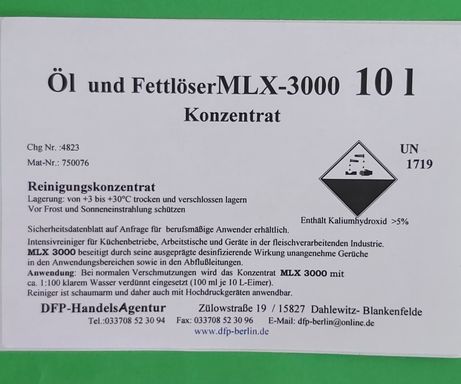 Öl und FettlöserMLX-3000 10 l
Konzentrat
Chg Nr. :4823
Mat-Nr.: 750076
UN
1719
Reinigungskonzentrat
Lagerung: von +3 bis +30°C trocken und verschlossen lagern
Vor Frost und Sonneneinstrahlung schützen
Enthält Kaliumhydroxid >5%
Sicherheitsdatenblatt auf Anfrage für berufsmäßige Anwender erhältlich.
Intensivreiniger für Küchenbetriebe, Arbeitstische und Geräte in der fleischverarbeitenden Industrie.
MLX 3000 beseitigt durch seine ausgeprägte desinfizierende Wirkung unangenehme Gerüche
in den Anwendungsbereichen sowie in den Abflußleitungen.
Anwendung: Bei normalen Verschmutzungen wird das Konzentrat MLX 3000 mit
ca. 1:100 klarem Wasser verdünnt eingesetzt (100 ml je 10 L-Eimer).
Reiniger ist schaumarm und daher auch mit Hochdruckgeräten anwendbar.
DFP-HandelsAgentur Zülowstraße 19 / 15827 Dahlewitz- Blankenfelde
Tel.:033708 52 30 94 Fax: 033708 52 30 96 E-Mail: dfp-berlin@online.de
www.dfp-berlin.de